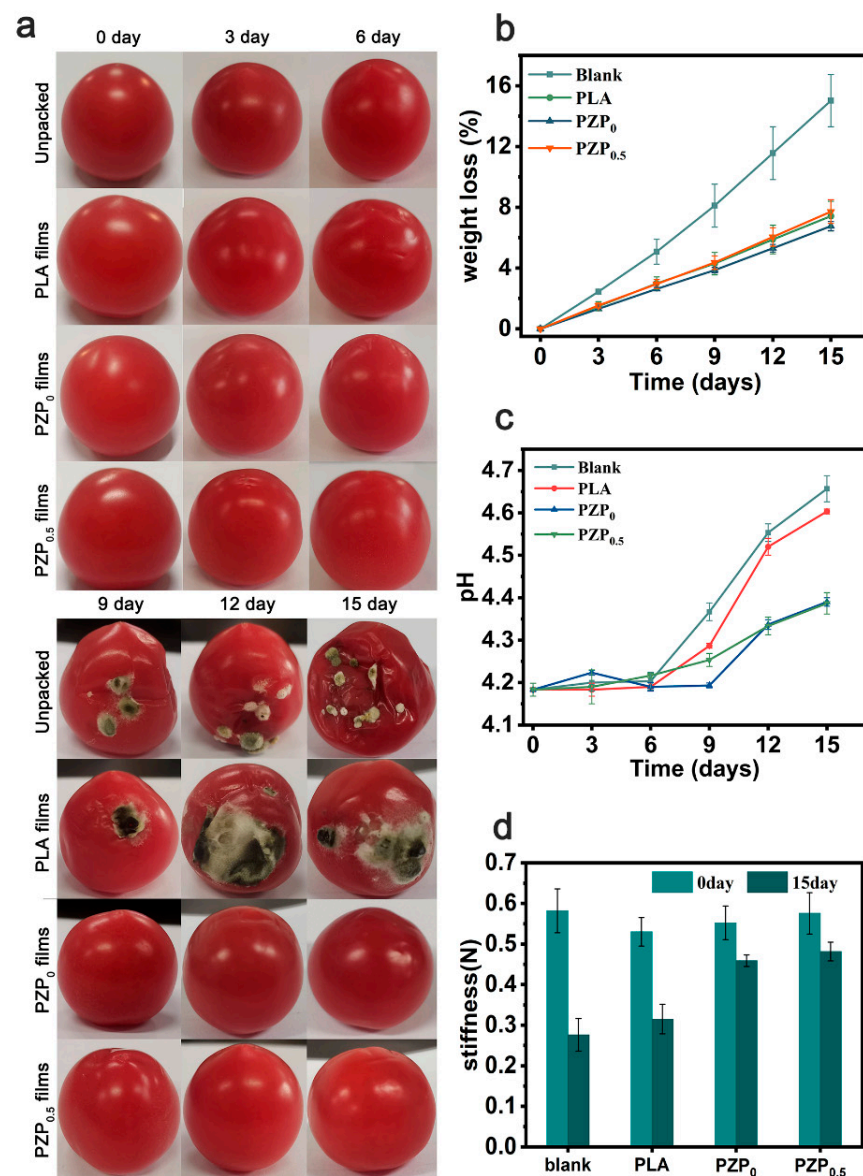 a
0 day 3 day 6 day
Unpacked
PLA films
PZP₀ films
PZP₀.₅ films
9 day 12 day 15 day
Unpacked
PLA films
PZP₀ films
PZP₀.₅ films
b
Blank
PLA
PZP₀
PZP₀.₅
weight loss (%)
16
12
8
4
0
0 3 6 9 12 15
Time (days)
c
Blank
PLA
PZP₀
PZP₀.₅
pH
4.7
4.6
4.5
4.3
4.2
4.1
0 3 6 9 12 15
Time (days)
d
0day 15day
stiffness(N)
0.7
0.6
0.5
0.4
0.3
0.2
0.1
0.0
blank PLA PZP₀ PZP₀.₅